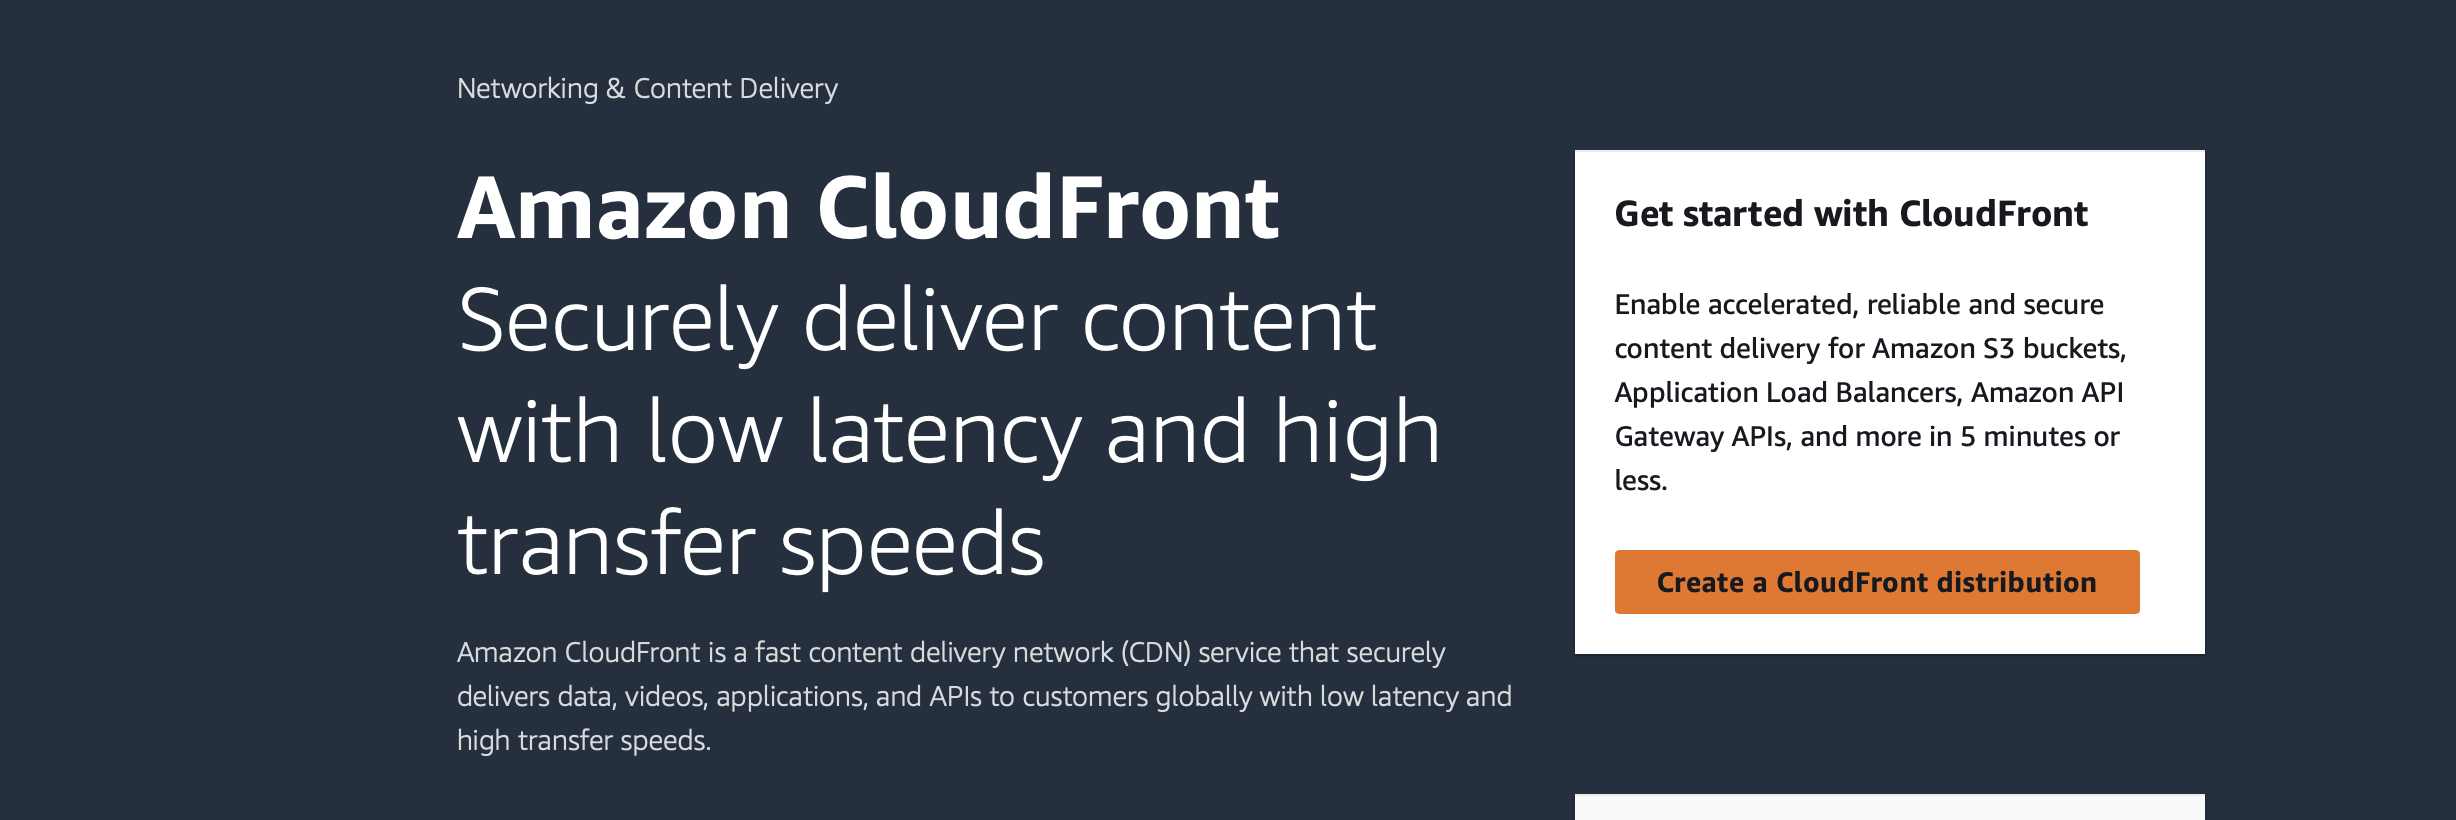 Networking & Content Delivery
Amazon CloudFront
Securely deliver content
with low latency and high
transfer speeds
Amazon CloudFront is a fast content delivery network (CDN) service that securely
delivers data, videos, applications, and APIs to customers globally with low latency and
high transfer speeds.
Get started with CloudFront
Enable accelerated, reliable and secure
content delivery for Amazon S3 buckets,
Application Load Balancers, Amazon API
Gateway APIs, and more in 5 minutes or
less.
Create a CloudFront distribution